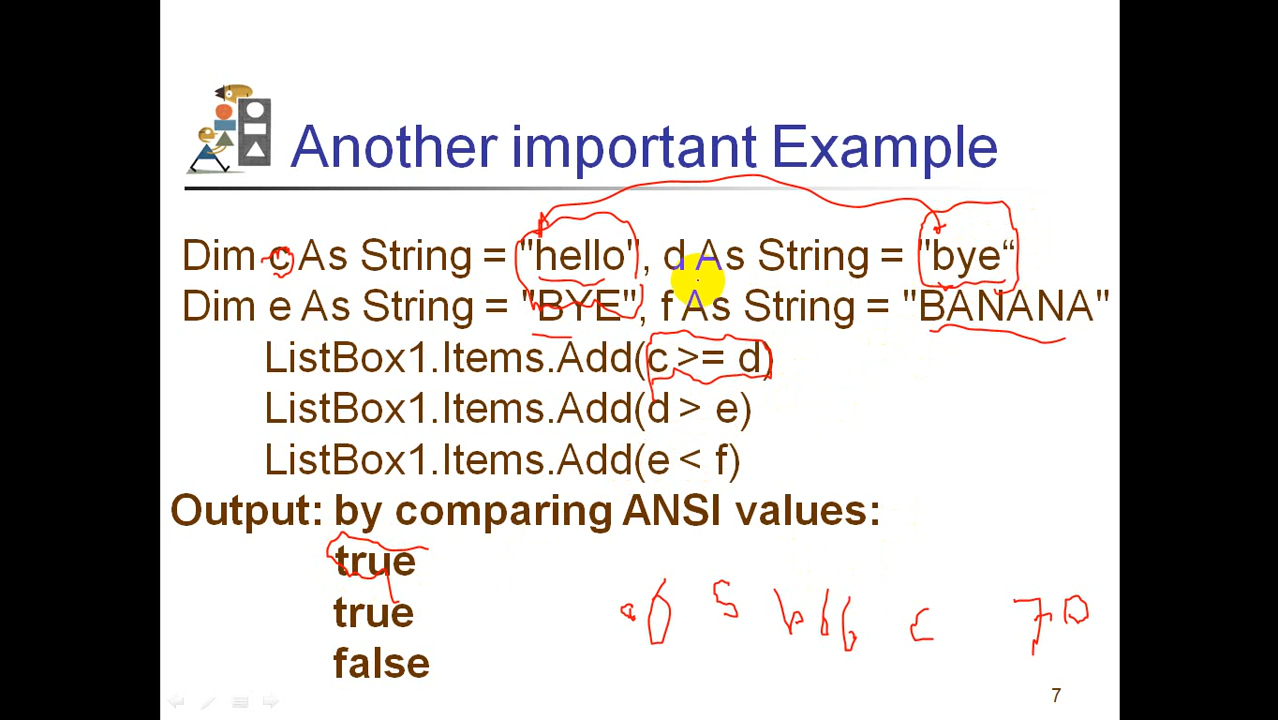 Another important Example
Dim c As String = "hello", d As String = "bye“
Dim e As String = "BYE", f As String = "BANANA"
ListBox1.Items.Add(c >= d)
ListBox1.Items.Add(d > e)
ListBox1.Items.Add(e < f)
Output: by comparing ANSI values:
true
true
false
7